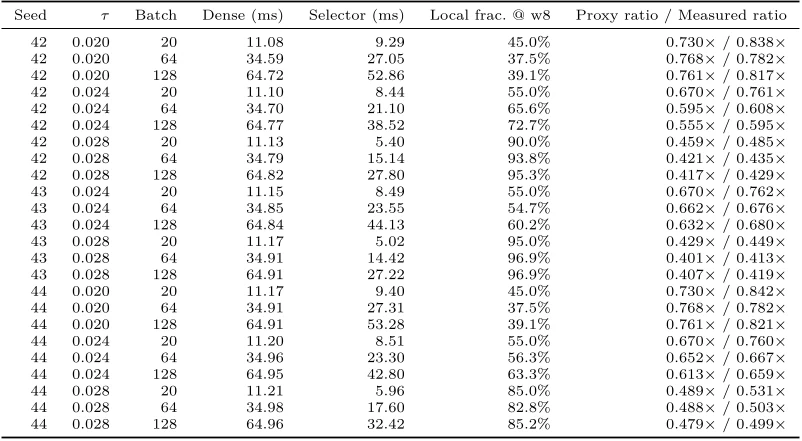 Seed τ Batch Dense (ms) Selector (ms) Local frac. @ w8 Proxy ratio / Measured ratio
42 0.020 20 11.08 9.29 45.0% 0.730× / 0.838×
42 0.020 64 34.59 27.05 37.5% 0.768× / 0.782×
42 0.020 128 64.72 52.86 39.1% 0.761× / 0.817×
42 0.024 20 11.10 8.44 55.0% 0.670× / 0.761×
42 0.024 64 34.70 21.10 65.6% 0.595× / 0.608×
42 0.024 128 64.77 38.52 72.7% 0.555× / 0.595×
42 0.028 20 11.13 5.40 90.0% 0.459× / 0.485×
42 0.028 64 34.79 15.14 93.8% 0.421× / 0.435×
42 0.028 128 64.82 27.80 95.3% 0.417× / 0.429×
43 0.024 20 11.15 8.49 55.0% 0.670× / 0.762×
43 0.024 64 34.85 23.55 54.7% 0.662× / 0.676×
43 0.024 128 64.84 44.13 60.2% 0.632× / 0.680×
43 0.028 20 11.17 5.02 95.0% 0.429× / 0.449×
43 0.028 64 34.91 14.42 96.9% 0.401× / 0.413×
43 0.028 128 64.91 27.22 96.9% 0.407× / 0.419×
44 0.020 20 11.17 9.40 45.0% 0.730× / 0.842×
44 0.020 64 34.91 27.31 37.5% 0.768× / 0.782×
44 0.020 128 64.91 53.28 39.1% 0.761× / 0.821×
44 0.024 20 11.20 8.51 55.0% 0.670× / 0.760×
44 0.024 64 34.96 23.30 56.3% 0.652× / 0.667×
44 0.024 128 64.95 42.80 63.3% 0.613× / 0.659×
44 0.028 20 11.21 5.96 85.0% 0.489× / 0.531×
44 0.028 64 34.98 17.60 82.8% 0.488× / 0.503×
44 0.028 128 64.96 32.42 85.2% 0.479× / 0.499×